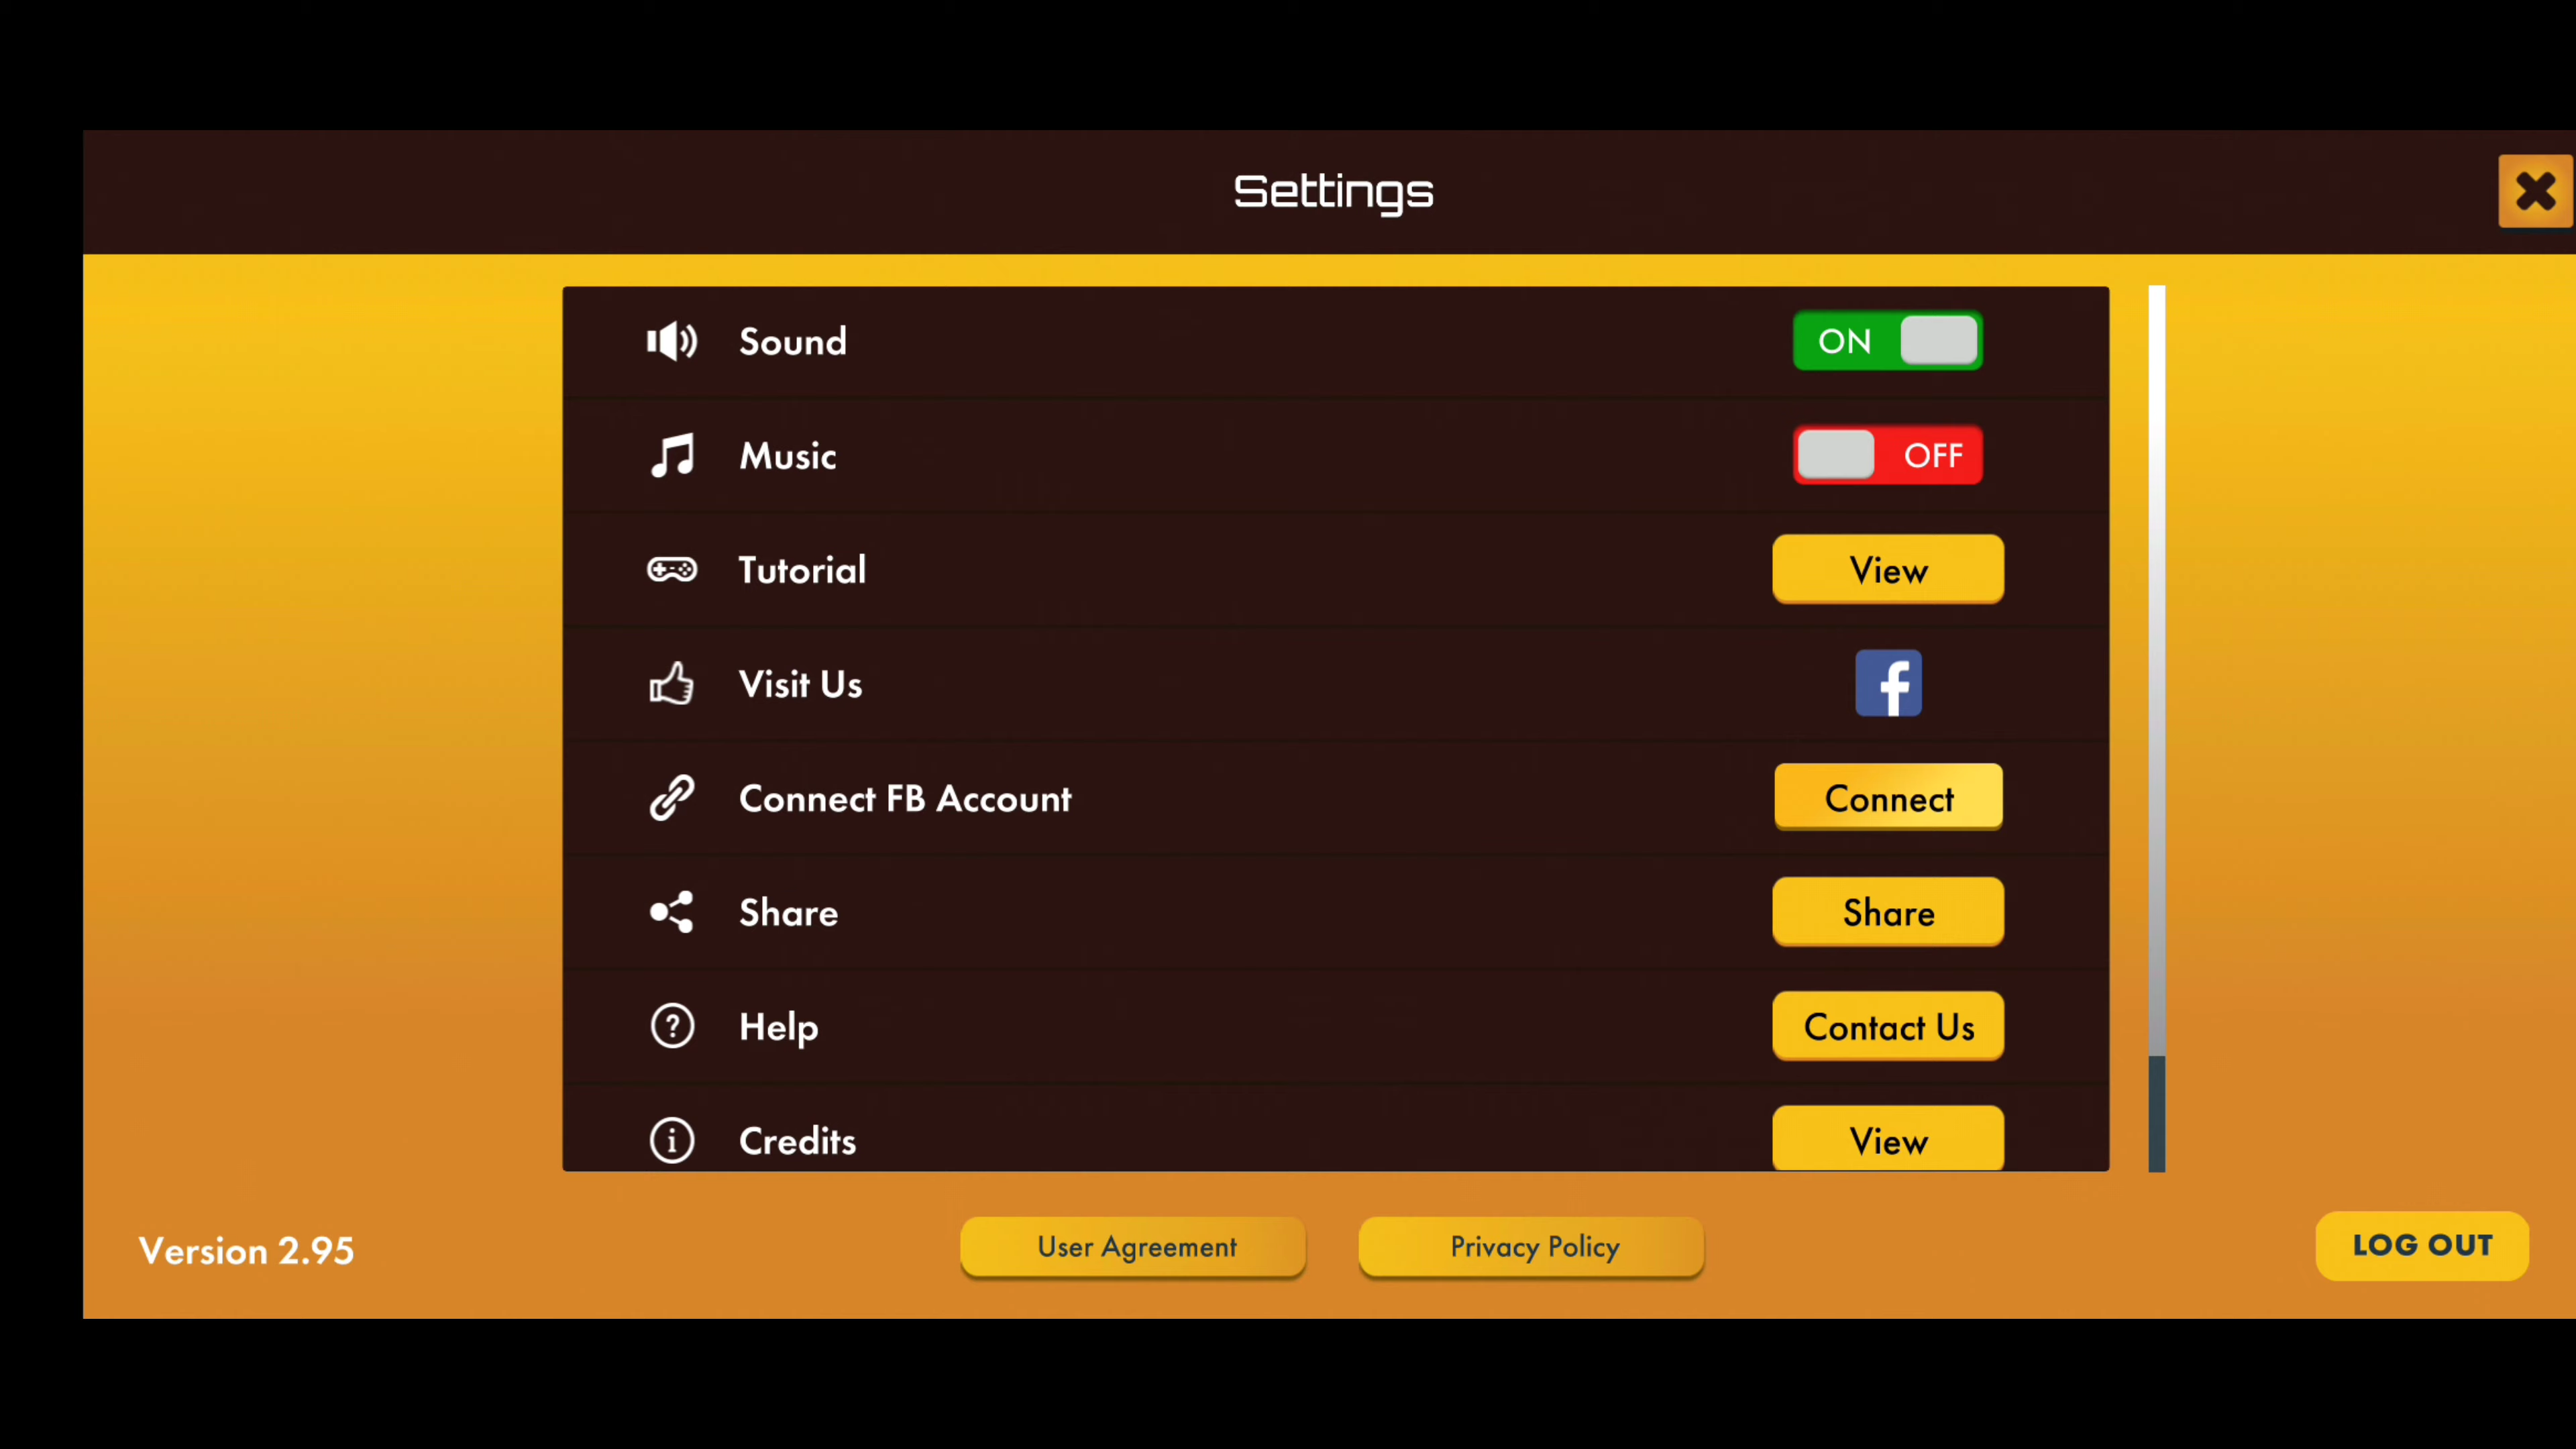 Settings
Sound
ON
Music
OFF
Tutorial
View
Visit Us
Connect FB Account
Connect
Share
Share
Help
Contact Us
Credits
View
Version 2.95
User Agreement
Privacy Policy
LOG OUT